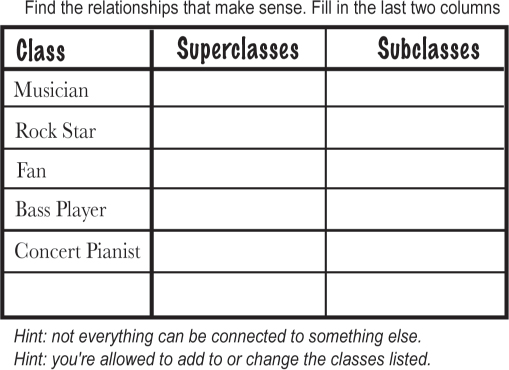 Find the relationships that make sense. Fill in the last two columns
Class Superclasses Subclasses
Musician
Rock Star
Fan
Bass Player
Concert Pianist
Hint: not everything can be connected to something else.
Hint: you're allowed to add to or change the classes listed.